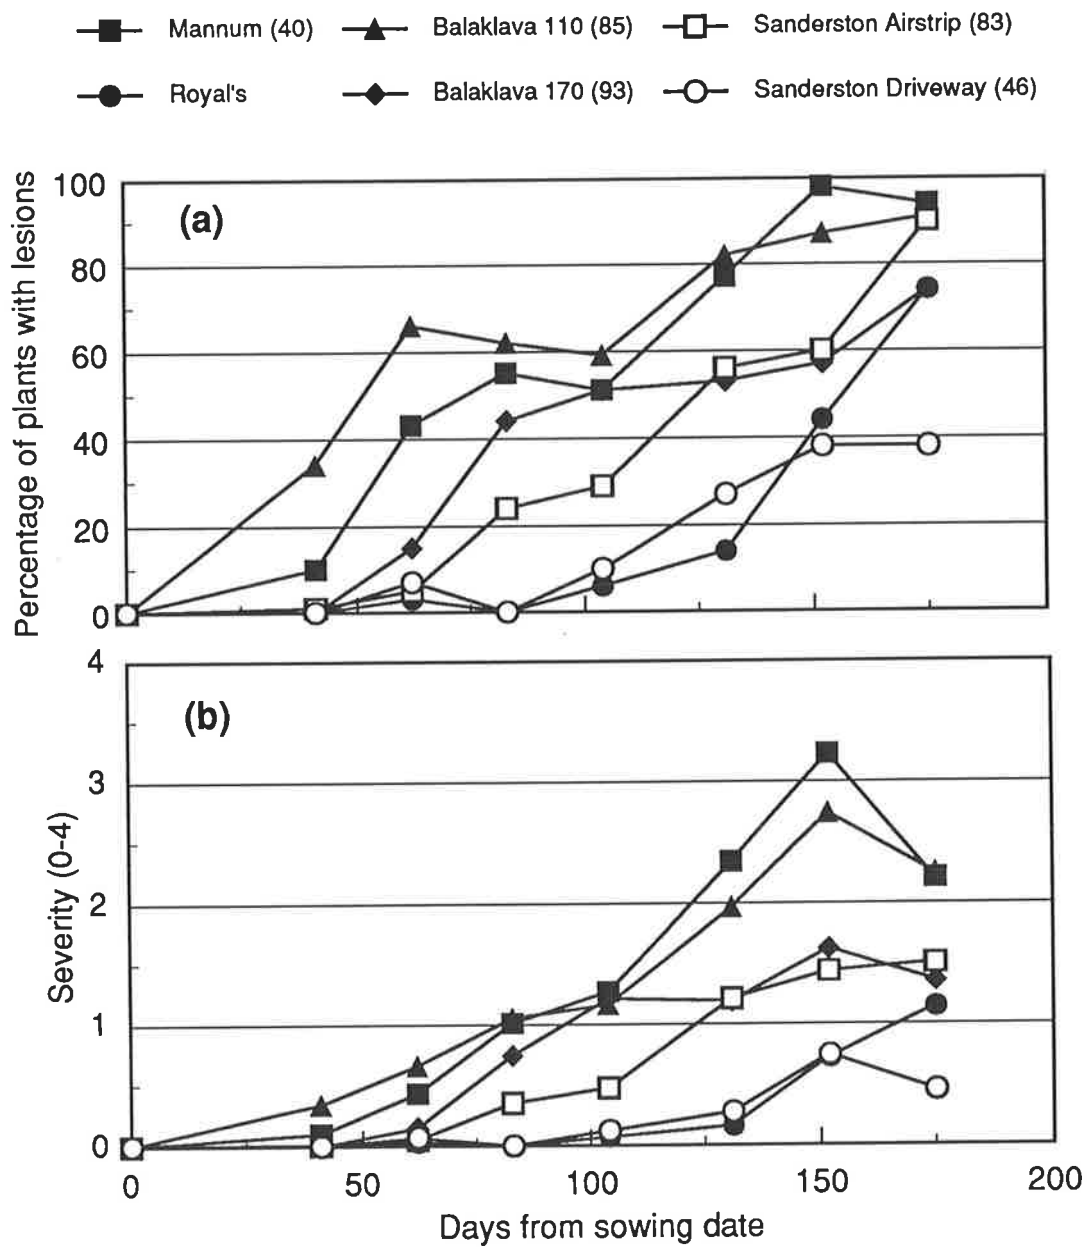 Mannum (40) Balaklava 110 (85) Sanderston Airstrip (83)
Royal's Balaklava 170 (93) Sanderston Driveway (46)
Percentage of plants with lesions
100
80
60
40
20
0
(a)
Severity (0-4)
4
3
2
1
0
(b)
0 50 100 150 200
Days from sowing date